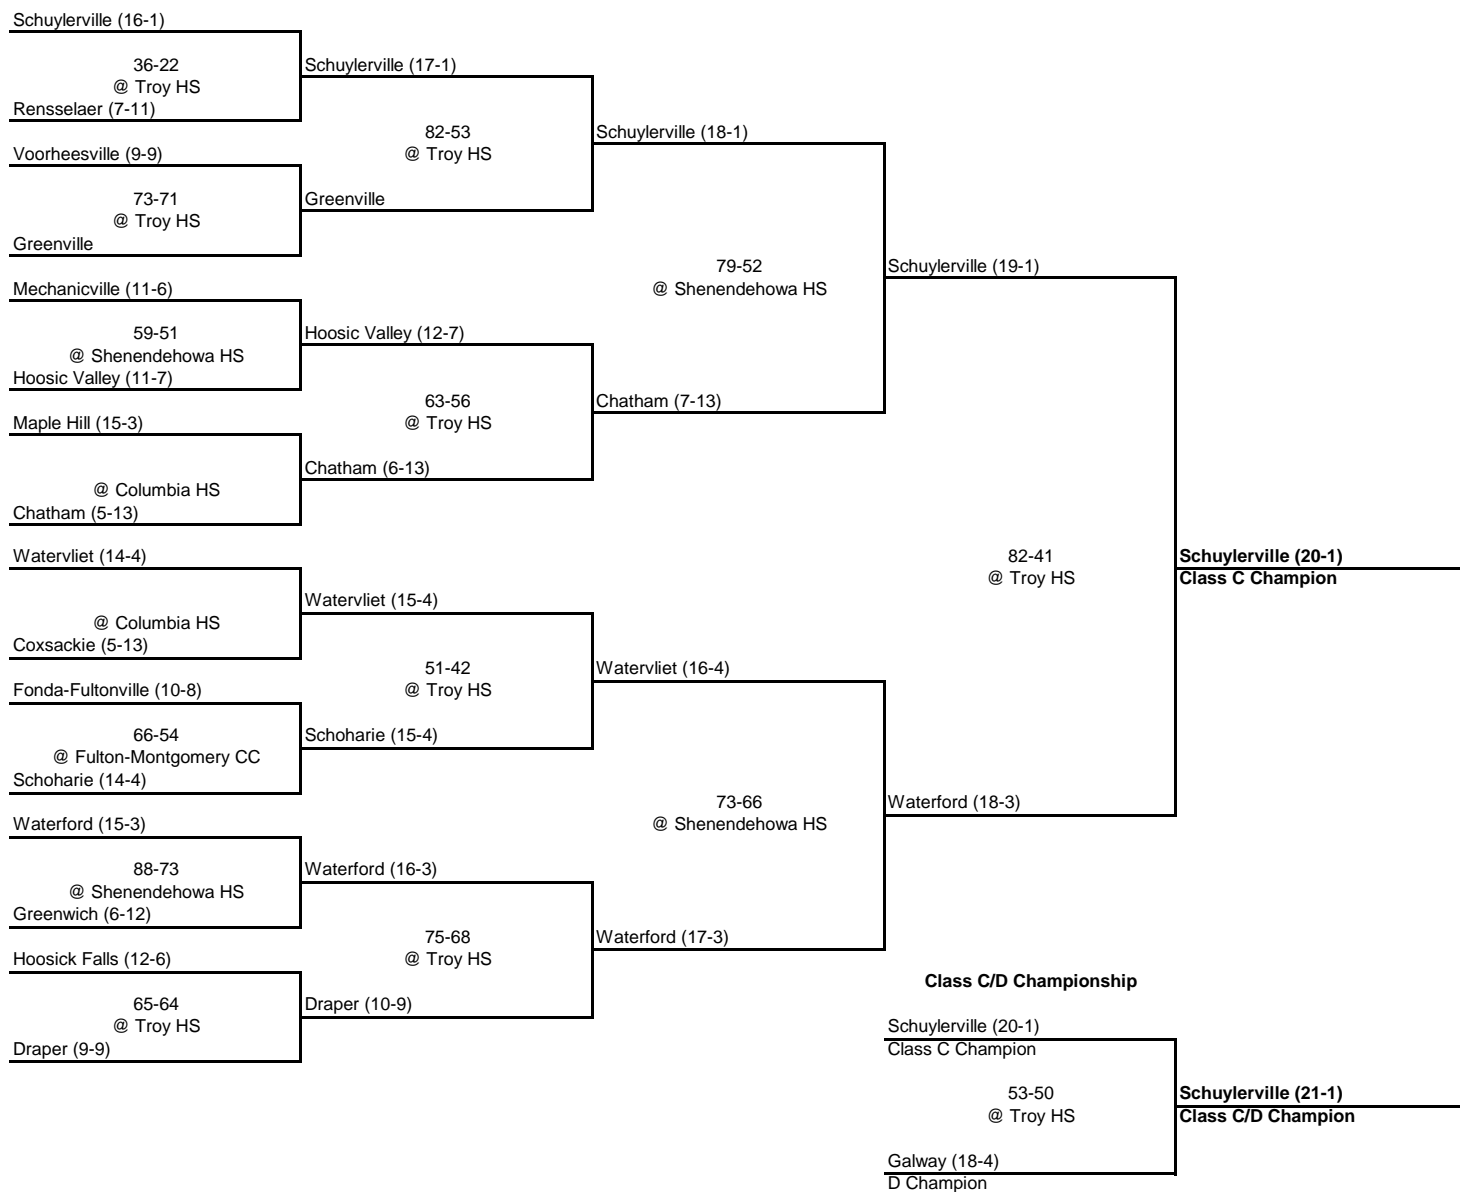 Schuylerville (16-1)
36-22
@ Troy HS
Rensselaer (7-11)
Voorheesville (9-9)
73-71
@ Troy HS
Greenville
Mechanicville (11-6)
59-51
@ Shenendehowa HS
Hoosic Valley (11-7)
Maple Hill (15-3)
@ Columbia HS
Chatham (5-13)
Watervliet (14-4)
@ Columbia HS
Coxsackie (5-13)
Fonda-Fultonville (10-8)
66-54
@ Fulton-Montgomery CC
Schoharie (14-4)
Waterford (15-3)
88-73
@ Shenendehowa HS
Greenwich (6-12)
Hoosick Falls (12-6)
65-64
@ Troy HS
Draper (9-9)
Schuylerville (17-1)
82-53
@ Troy HS
Greenville
Hoosic Valley (12-7)
63-56
@ Troy HS
Chatham (6-13)
Watervliet (15-4)
51-42
@ Troy HS
Schoharie (15-4)
Waterford (16-3)
75-68
@ Troy HS
Draper (10-9)
Schuylerville (18-1)
79-52
@ Shenendehowa HS
Chatham (7-13)
Watervliet (16-4)
73-66
@ Shenendehowa HS
Waterford (17-3)
Schuylerville (19-1)
82-41
@ Troy HS
Waterford (18-3)
Schuylerville (20-1)
Class C Champion
Class C/D Championship
Schuylerville (20-1)
Class C Champion
53-50
@ Troy HS
Galway (18-4)
D Champion
Schuylerville (21-1)
Class C/D Champion